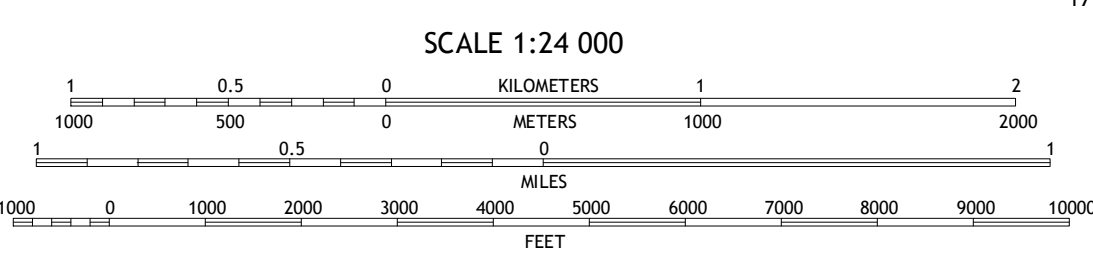 SCALE 1:24 000
1 0.5 0 KILOMETERS 1 2
1000 500 0 METERS 1000 2000
1 0.5 0 1
MILES
1000 0 1000 2000 3000 4000 5000 6000 7000 8000 9000 10000
FEET